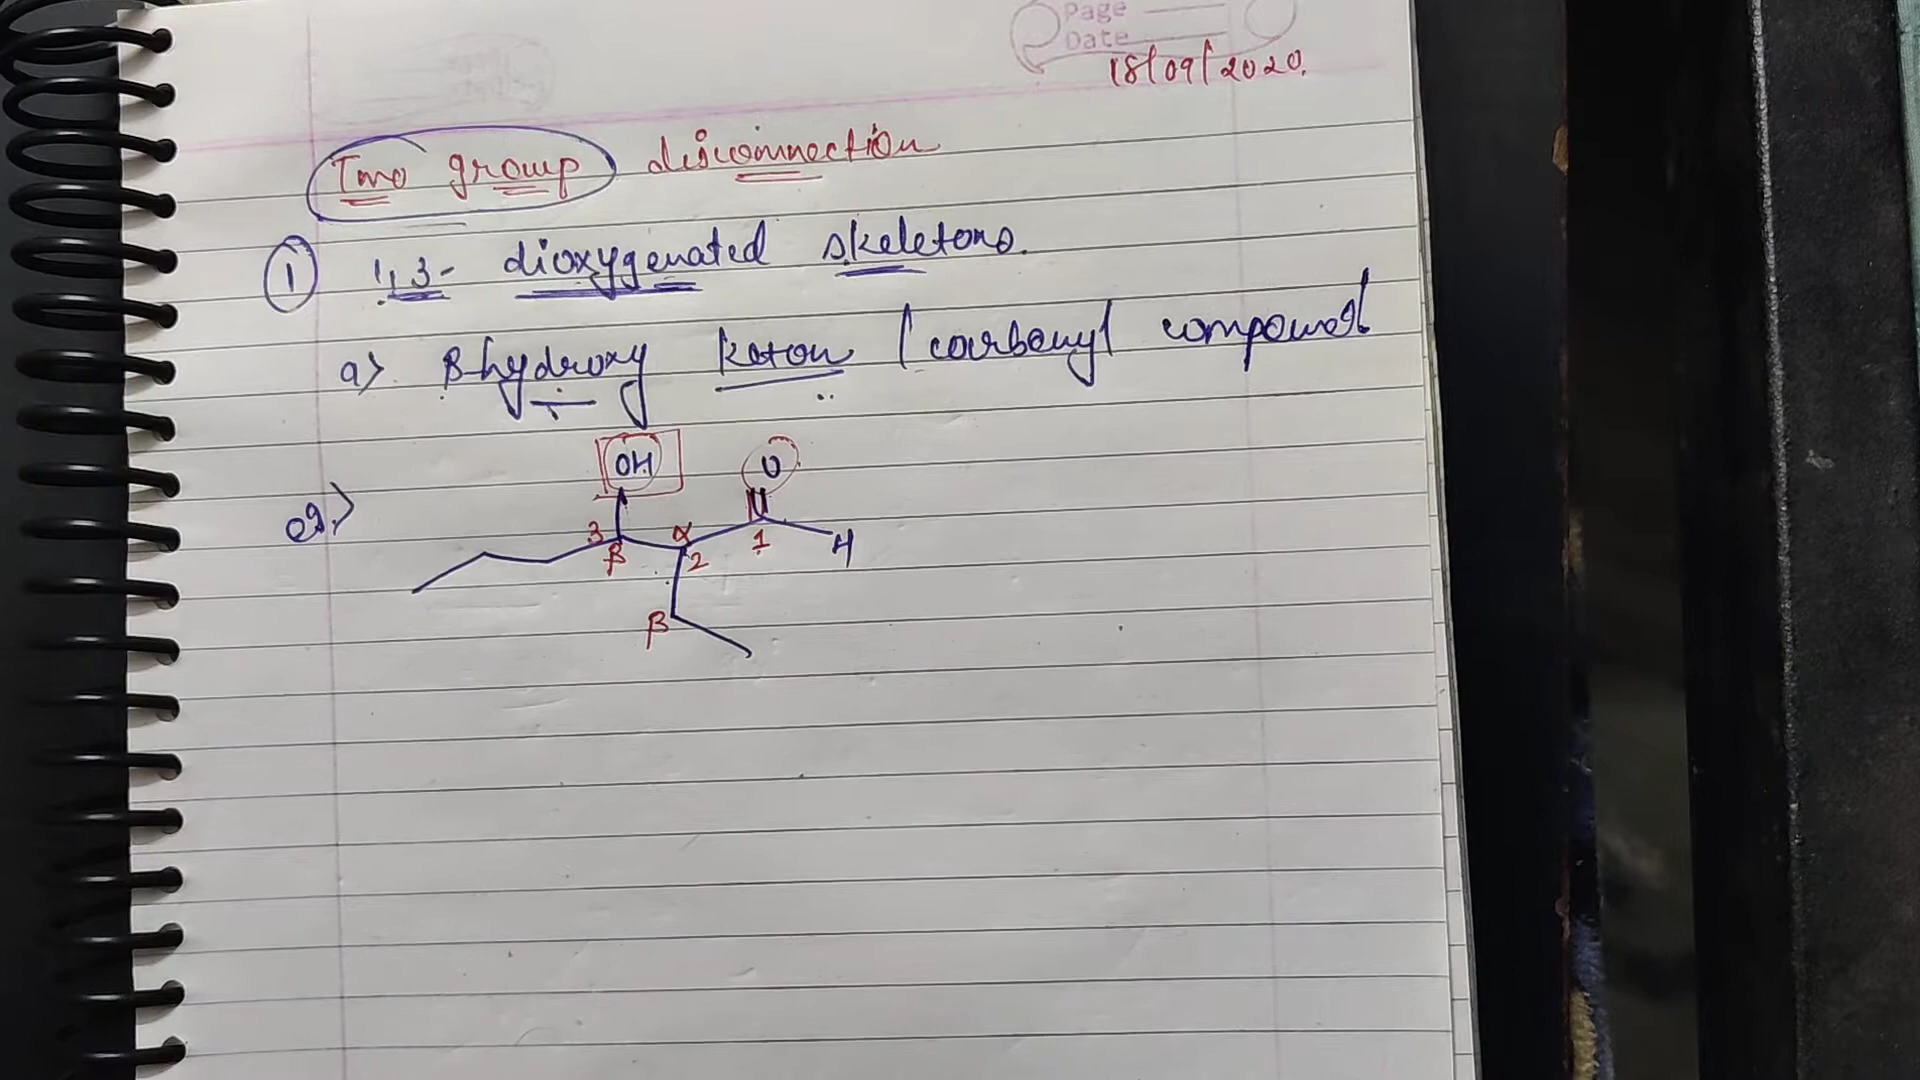 Page
Date
18/09/2020.
Two group disconnection
1 1,3- dioxygenated skeletons.
a> β hydroxy keton (carbonyl compound
eg.>
OH O
3 α 1 H
β 2
β